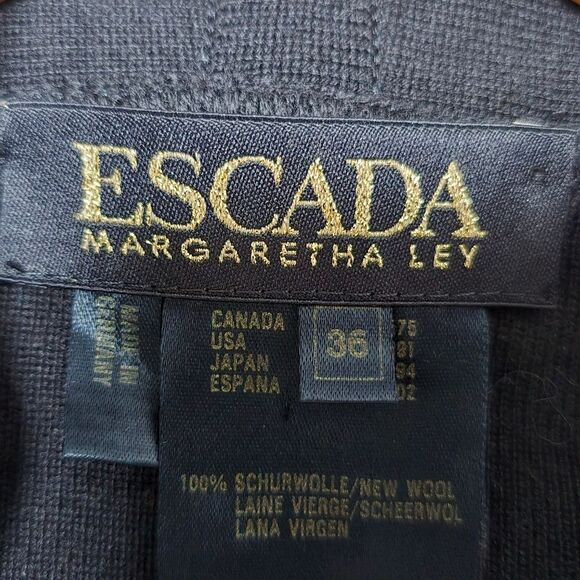 ESCADA
MARGARETHA LEY
MADE IN
GERMANY
CANADA
USA
JAPAN
ESPANA
36
100% SCHURWOLLE/NEW WOOL
LAINE VIERGE/SCHEERWOL
LANA VIRGEN